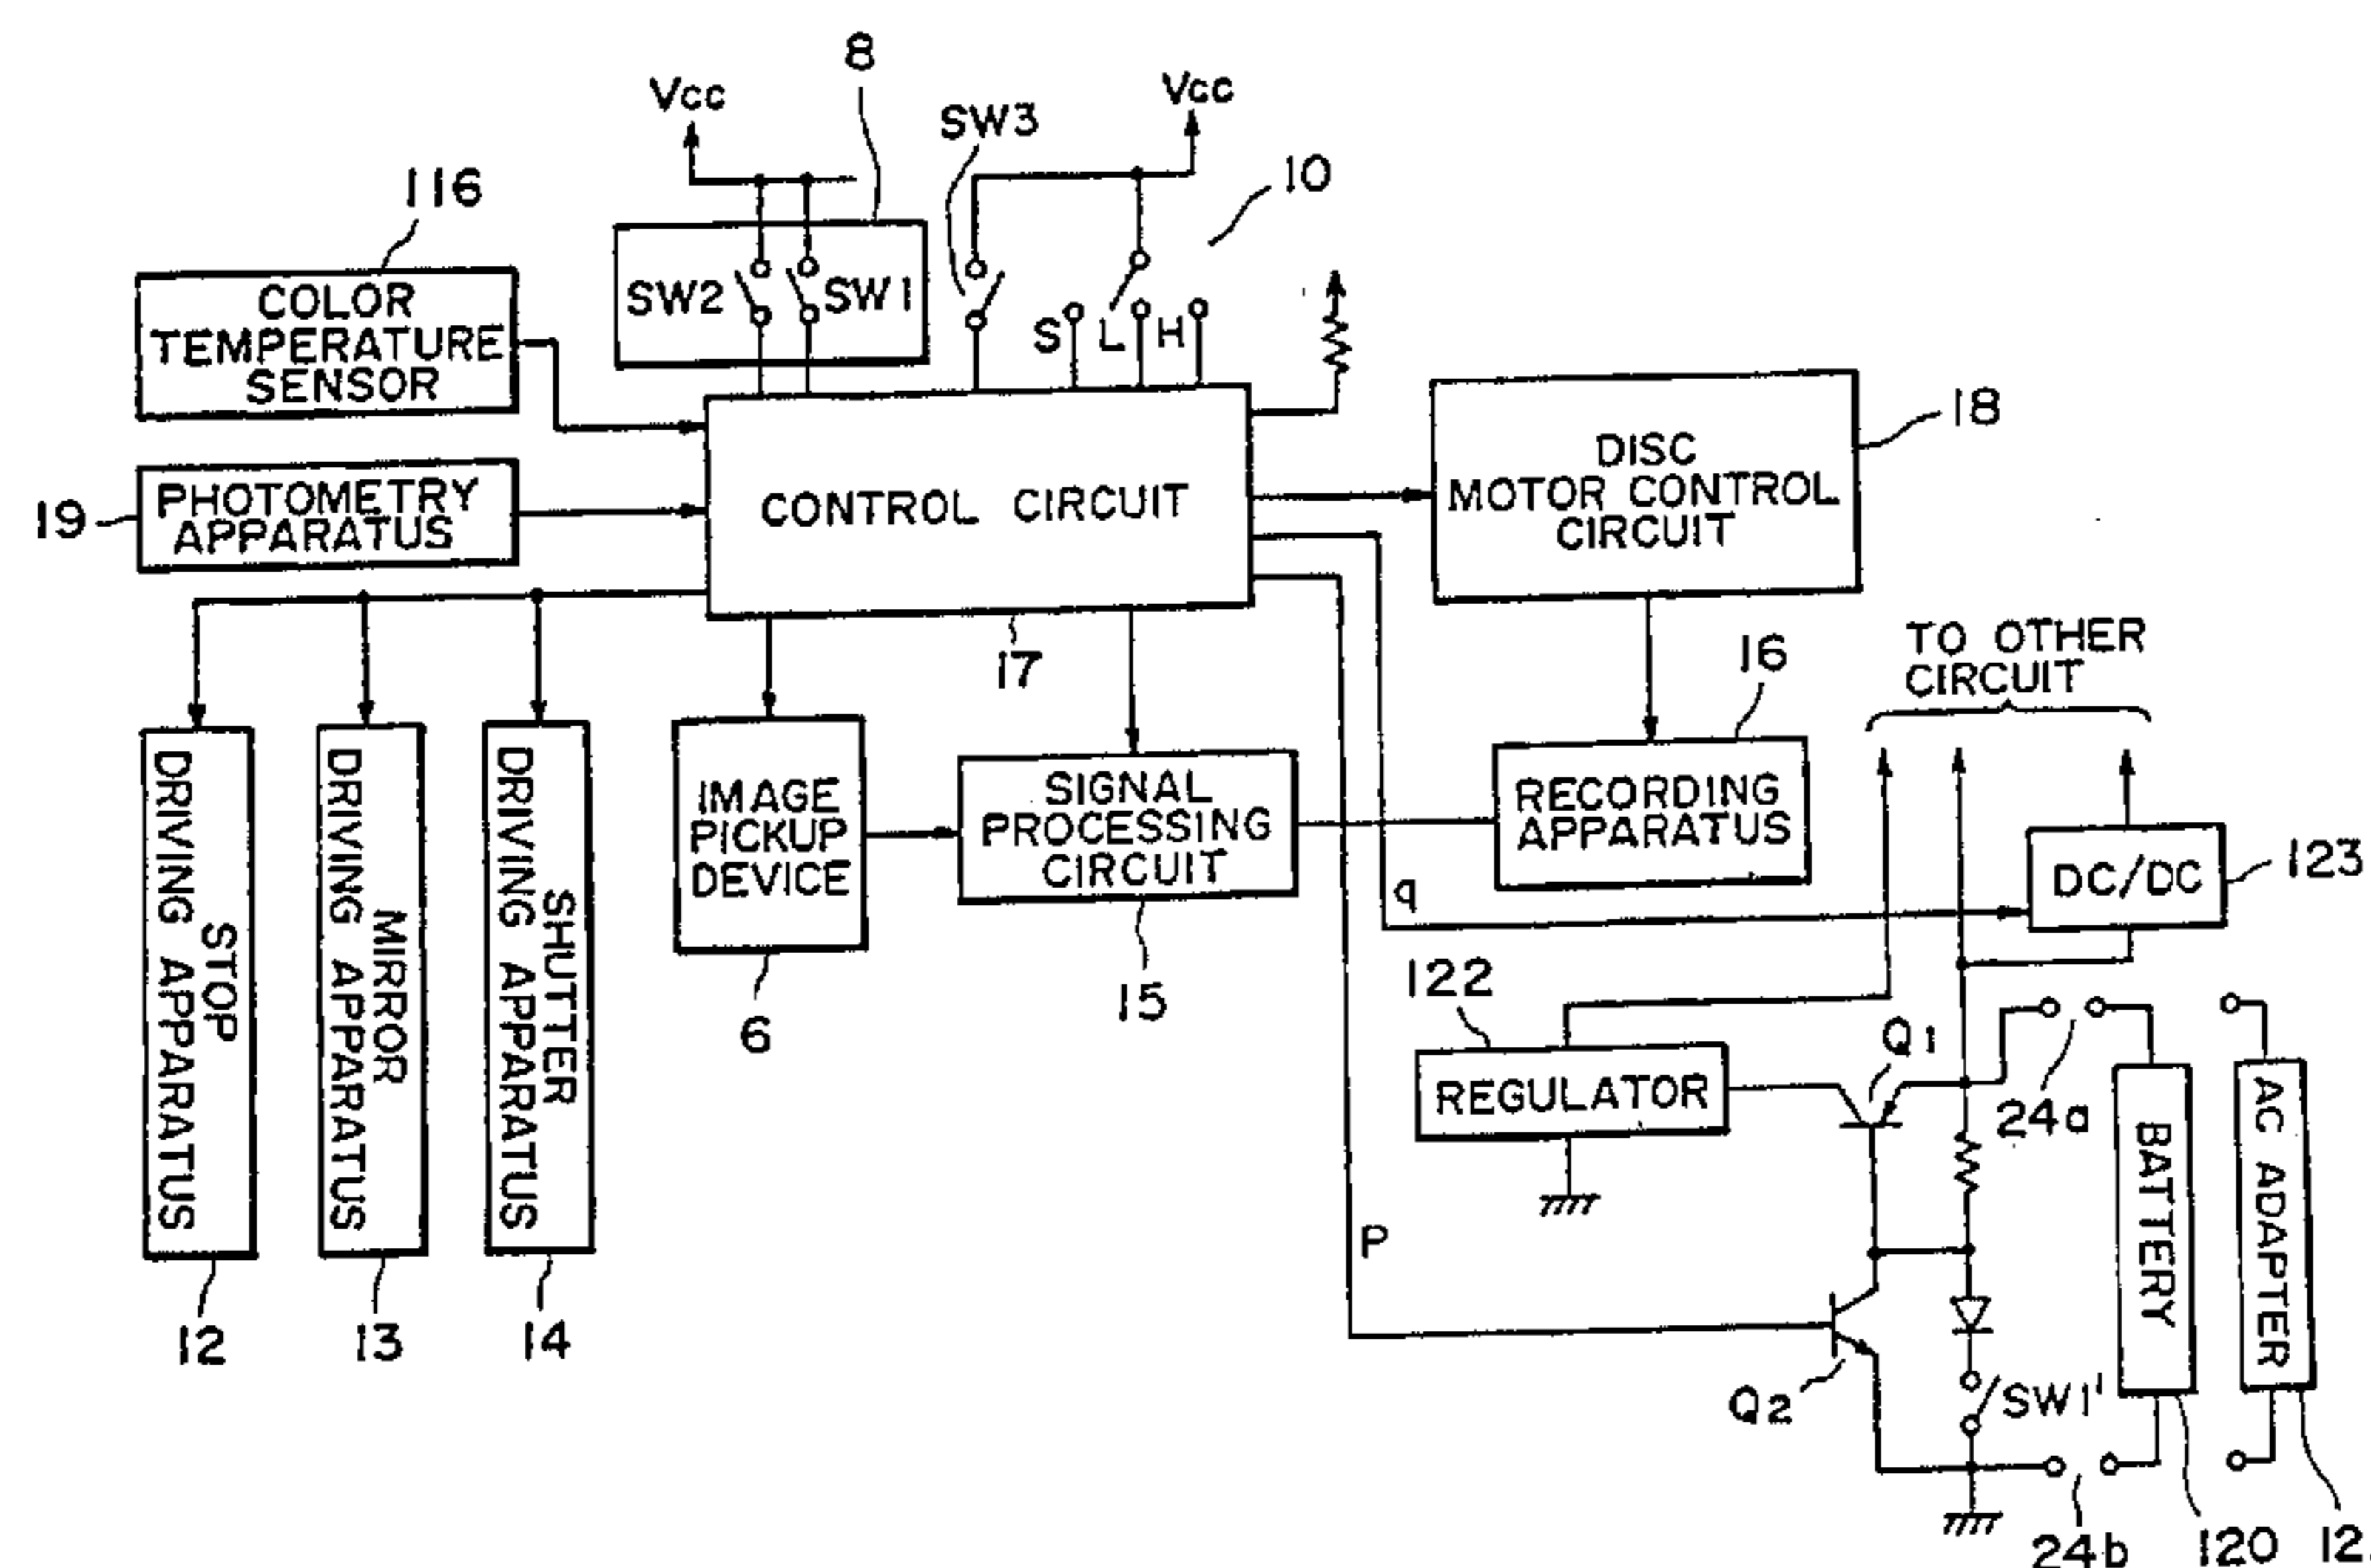 8
Vcc
SW3
Vcc
10
116
COLOR
TEMPERATURE
SENSOR
SW2
SW1
S
L
H
18
19
PHOTOMETRY
APPARATUS
CONTROL CIRCUIT
DISC
MOTOR CONTROL
CIRCUIT
17
16
TO OTHER
CIRCUIT
STOP
DRIVING APPARATUS
MIRROR
DRIVING APPARATUS
SHUTTER
DRIVING APPARATUS
IMAGE
PICKUP
DEVICE
SIGNAL
PROCESSING
CIRCUIT
RECORDING
APPARATUS
DC/DC
123
q
6
15
122
REGULATOR
Q1
24a
BATTERY
AC ADAPTER
P
12
13
14
Q2
SW1'
24b
120